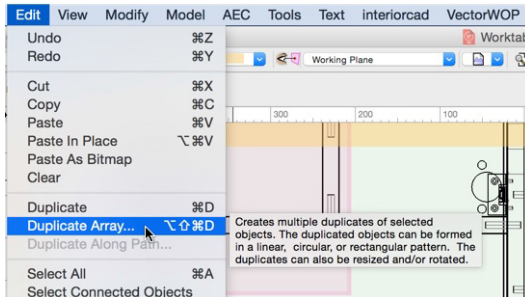 Edit View Modify Model AEC Tools Text interiorcad VectorWOP
Undo ⌘Z
Redo ⌘Y
Working Plane
Cut ⌘X
Copy ⌘C
Paste ⌘V
Paste In Place ⌥⌘V
Paste As Bitmap
Clear
300 200 100
Duplicate ⌘D
Duplicate Array... ⌥⇧⌘D
Duplicate Along Path...
Creates multiple duplicates of selected
objects. The duplicated objects can be formed
in a linear, circular, or rectangular pattern. The
duplicates can also be resized and/or rotated.
Select All ⌘A
Select Connected Objects